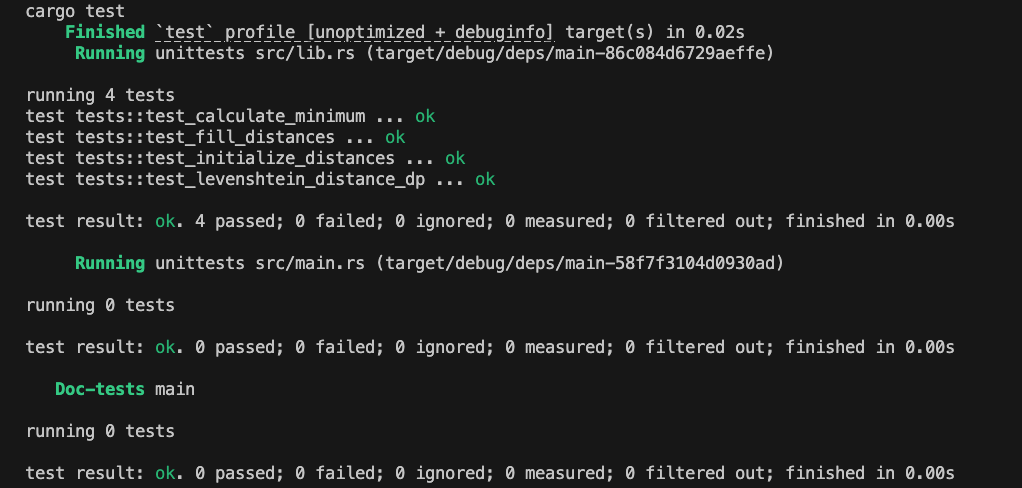 cargo test
Finished `test` profile [unoptimized + debuginfo] target(s) in 0.02s
Running unittests src/lib.rs (target/debug/deps/main-86c084d6729aeffe)
running 4 tests
test tests::test_calculate_minimum ... ok
test tests::test_fill_distances ... ok
test tests::test_initialize_distances ... ok
test tests::test_levenshtein_distance_dp ... ok
test result: ok. 4 passed; 0 failed; 0 ignored; 0 measured; 0 filtered out; finished in 0.00s
Running unittests src/main.rs (target/debug/deps/main-58f7f3104d0930ad)
running 0 tests
test result: ok. 0 passed; 0 failed; 0 ignored; 0 measured; 0 filtered out; finished in 0.00s
Doc-tests main
running 0 tests
test result: ok. 0 passed; 0 failed; 0 ignored; 0 measured; 0 filtered out; finished in 0.00s